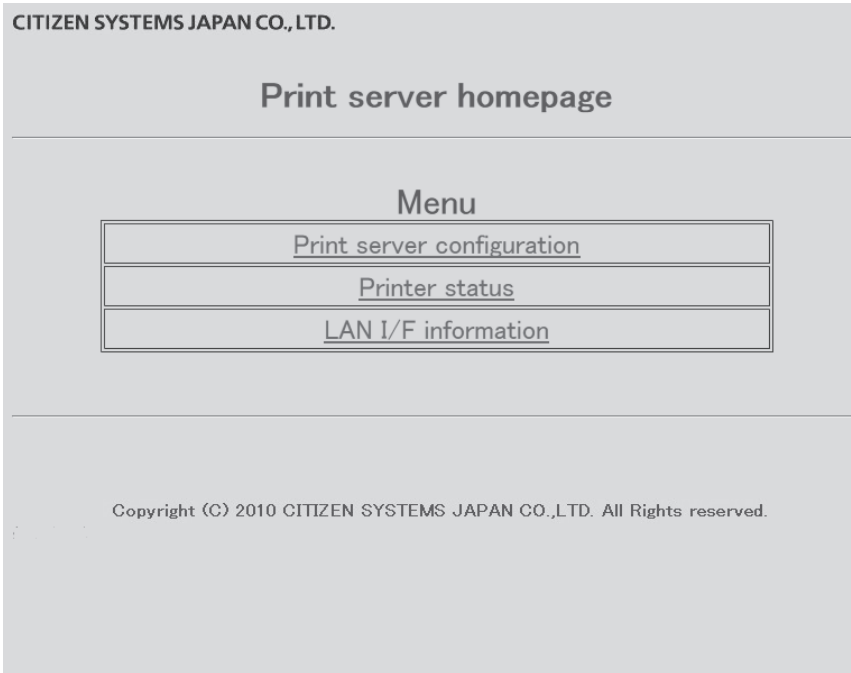 CITIZEN SYSTEMS JAPAN CO., LTD.
Print server homepage
Menu
Print server configuration
Printer status
LAN I/F information
Copyright (C) 2010 CITIZEN SYSTEMS JAPAN CO.,LTD. All Rights reserved.